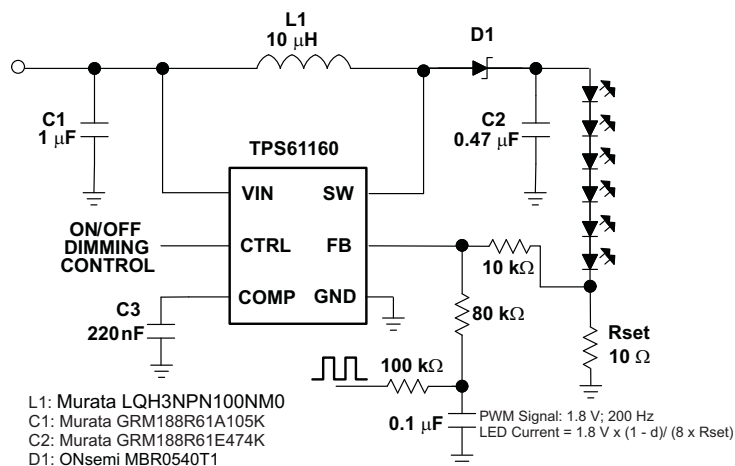 L1
10 μH
D1
C1
1 μF
C2
0.47 μF
TPS61160
VIN
SW
ON/OFF
DIMMING
CONTROL
CTRL
FB
10 kΩ
COMP
GND
C3
220 nF
80 kΩ
Rset
10 Ω
100 kΩ
0.1 μF
L1: Murata LQH3NPN100NM0
C1: Murata GRM188R61A105K
C2: Murata GRM188R61E474K
D1: ONsemi MBR0540T1
PWM Signal: 1.8 V; 200 Hz
LED Current = 1.8 V x (1 - d)/ (8 x Rset)